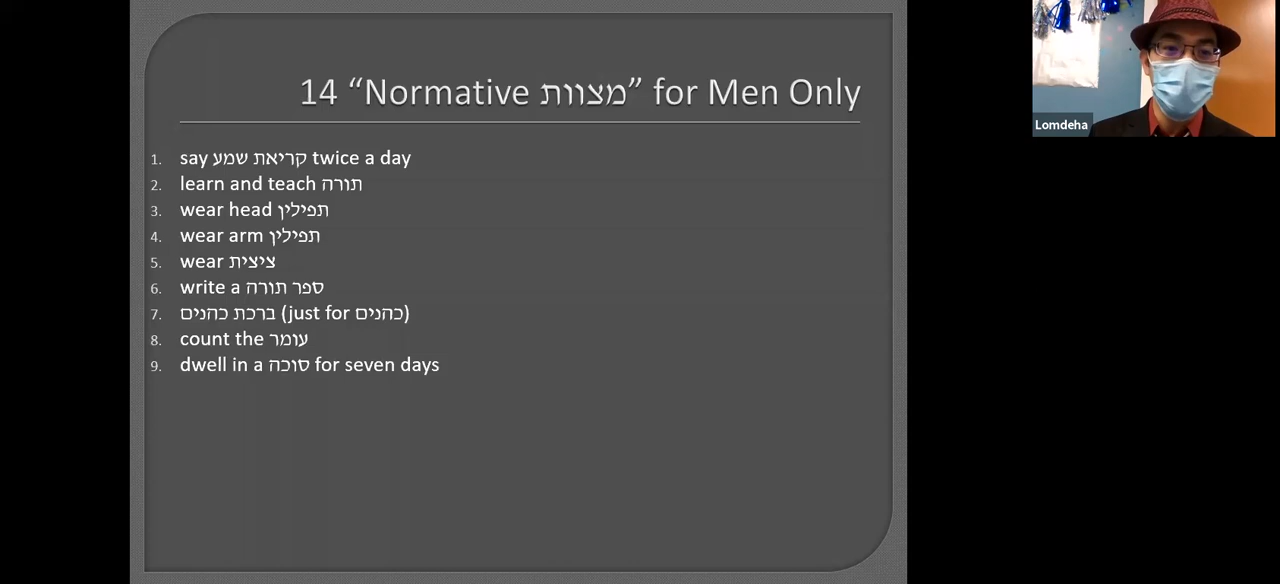 14 “Normative מצוות” for Men Only
1. say קריאת שמע twice a day
2. learn and teach תורה
3. wear head תפילין
4. wear arm תפילין
5. wear ציצית
6. write a ספר תורה
7. ברכת כהנים (just for כהנים)
8. count the עומר
9. dwell in a סוכה for seven days
Lomdeha